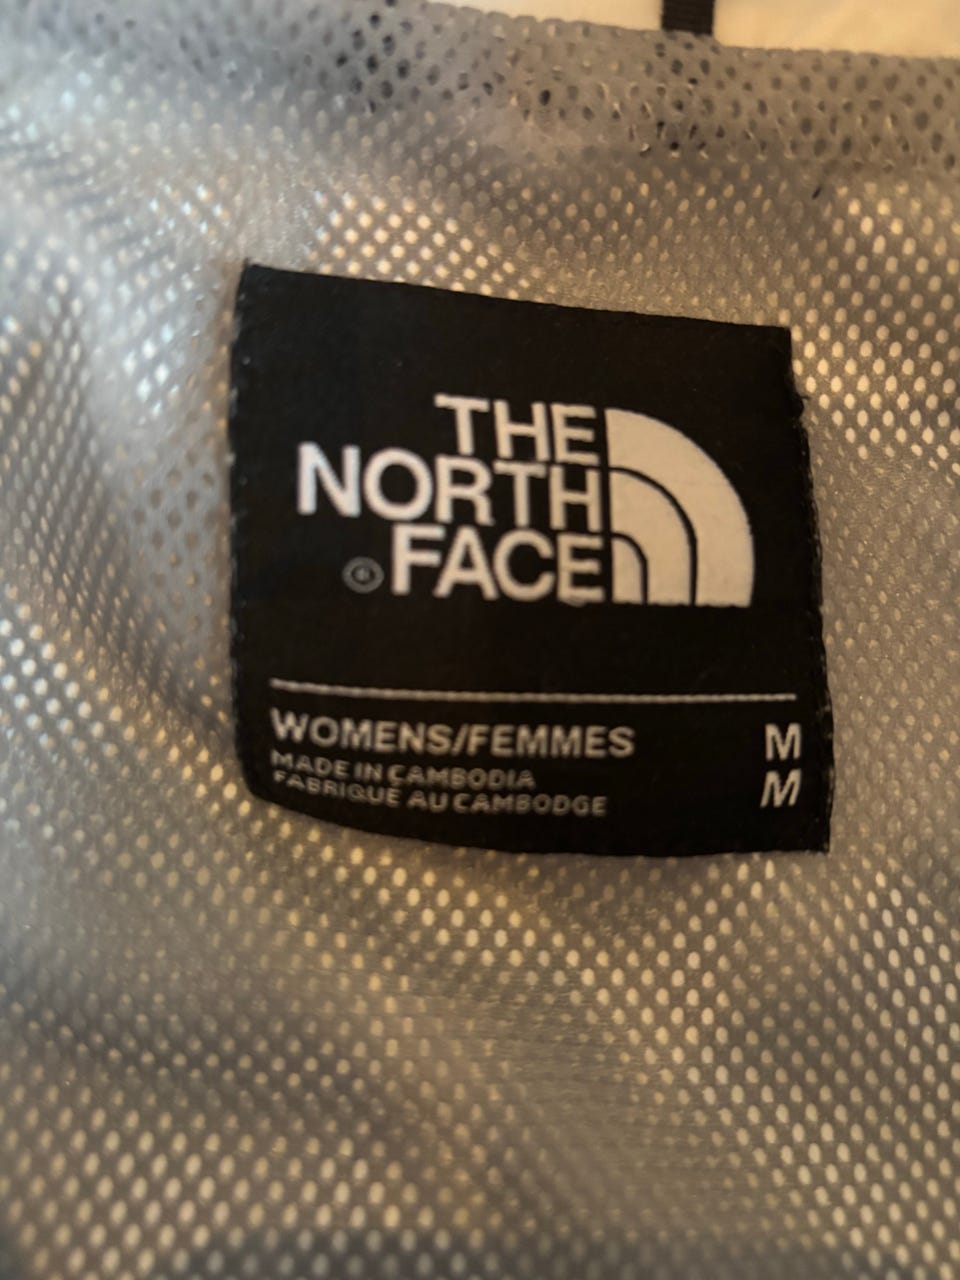 THE
NORTH
® FACE
WOMENS/FEMMES M
MADE IN CAMBODIA
FABRIQUE AU CAMBODGE M